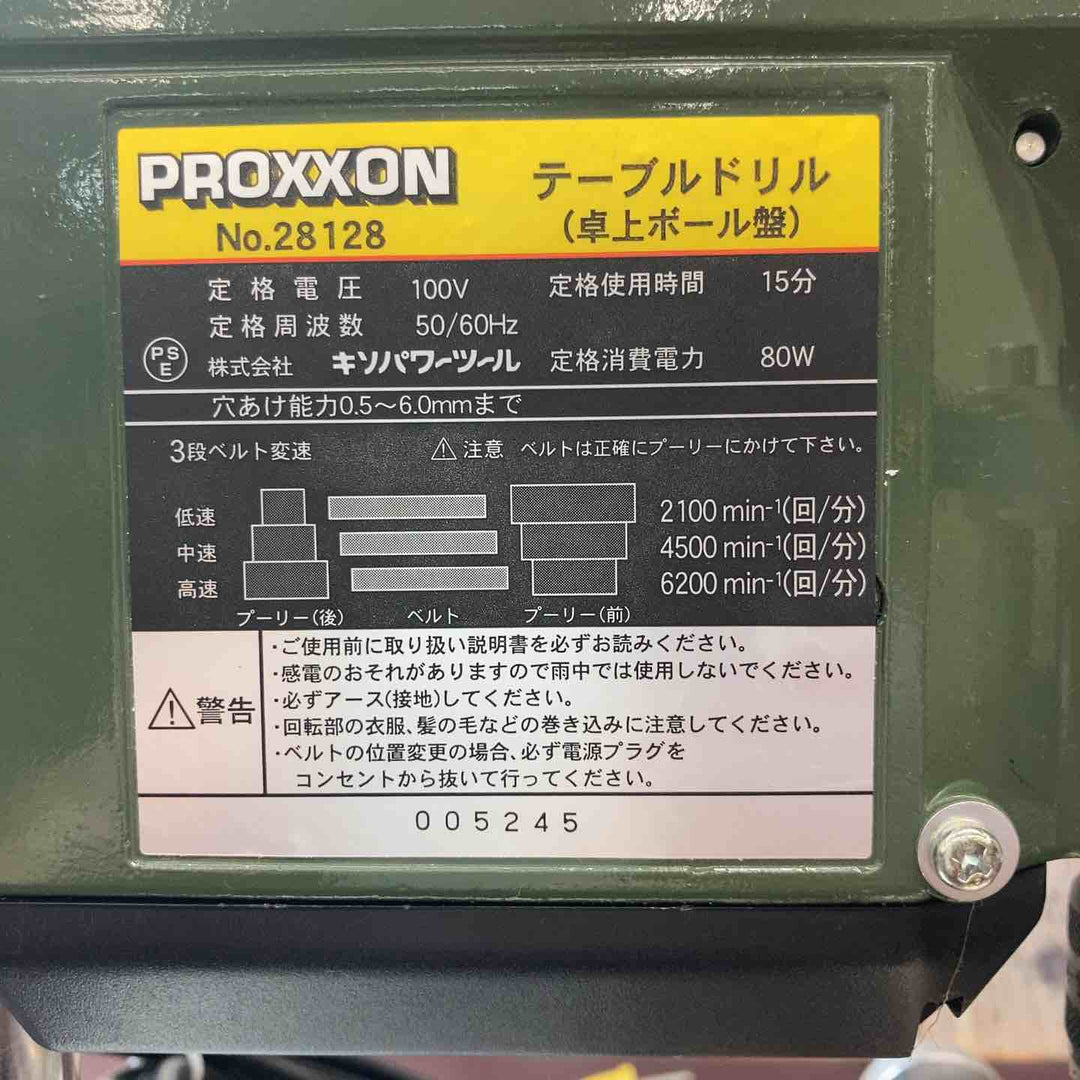 PROXXON
No.28128
テーブルドリル
(卓上ボール盤)
定格電圧 100V 定格使用時間 15分
定格周波数 50/60Hz
PS
E
株式会社 キソパワーツール 定格消費電力 80W
穴あけ能力0.5〜6.0mmまで
3段ベルト変速 ⚠注意 ベルトは正確にプーリーにかけて下さい。
低速 2100 min⁻¹(回/分)
中速 4500 min⁻¹(回/分)
高速 6200 min⁻¹(回/分)
プーリー(後) ベルト プーリー(前)
⚠警告
・ご使用前に取り扱い説明書を必ずお読みください。
・感電のおそれがありますので雨中では使用しないでください。
・必ずアース(接地)してください。
・回転部の衣服、髪の毛などの巻き込みに注意してください。
・ベルトの位置変更の場合、必ず電源プラグを
コンセントから抜いて行ってください。
005245